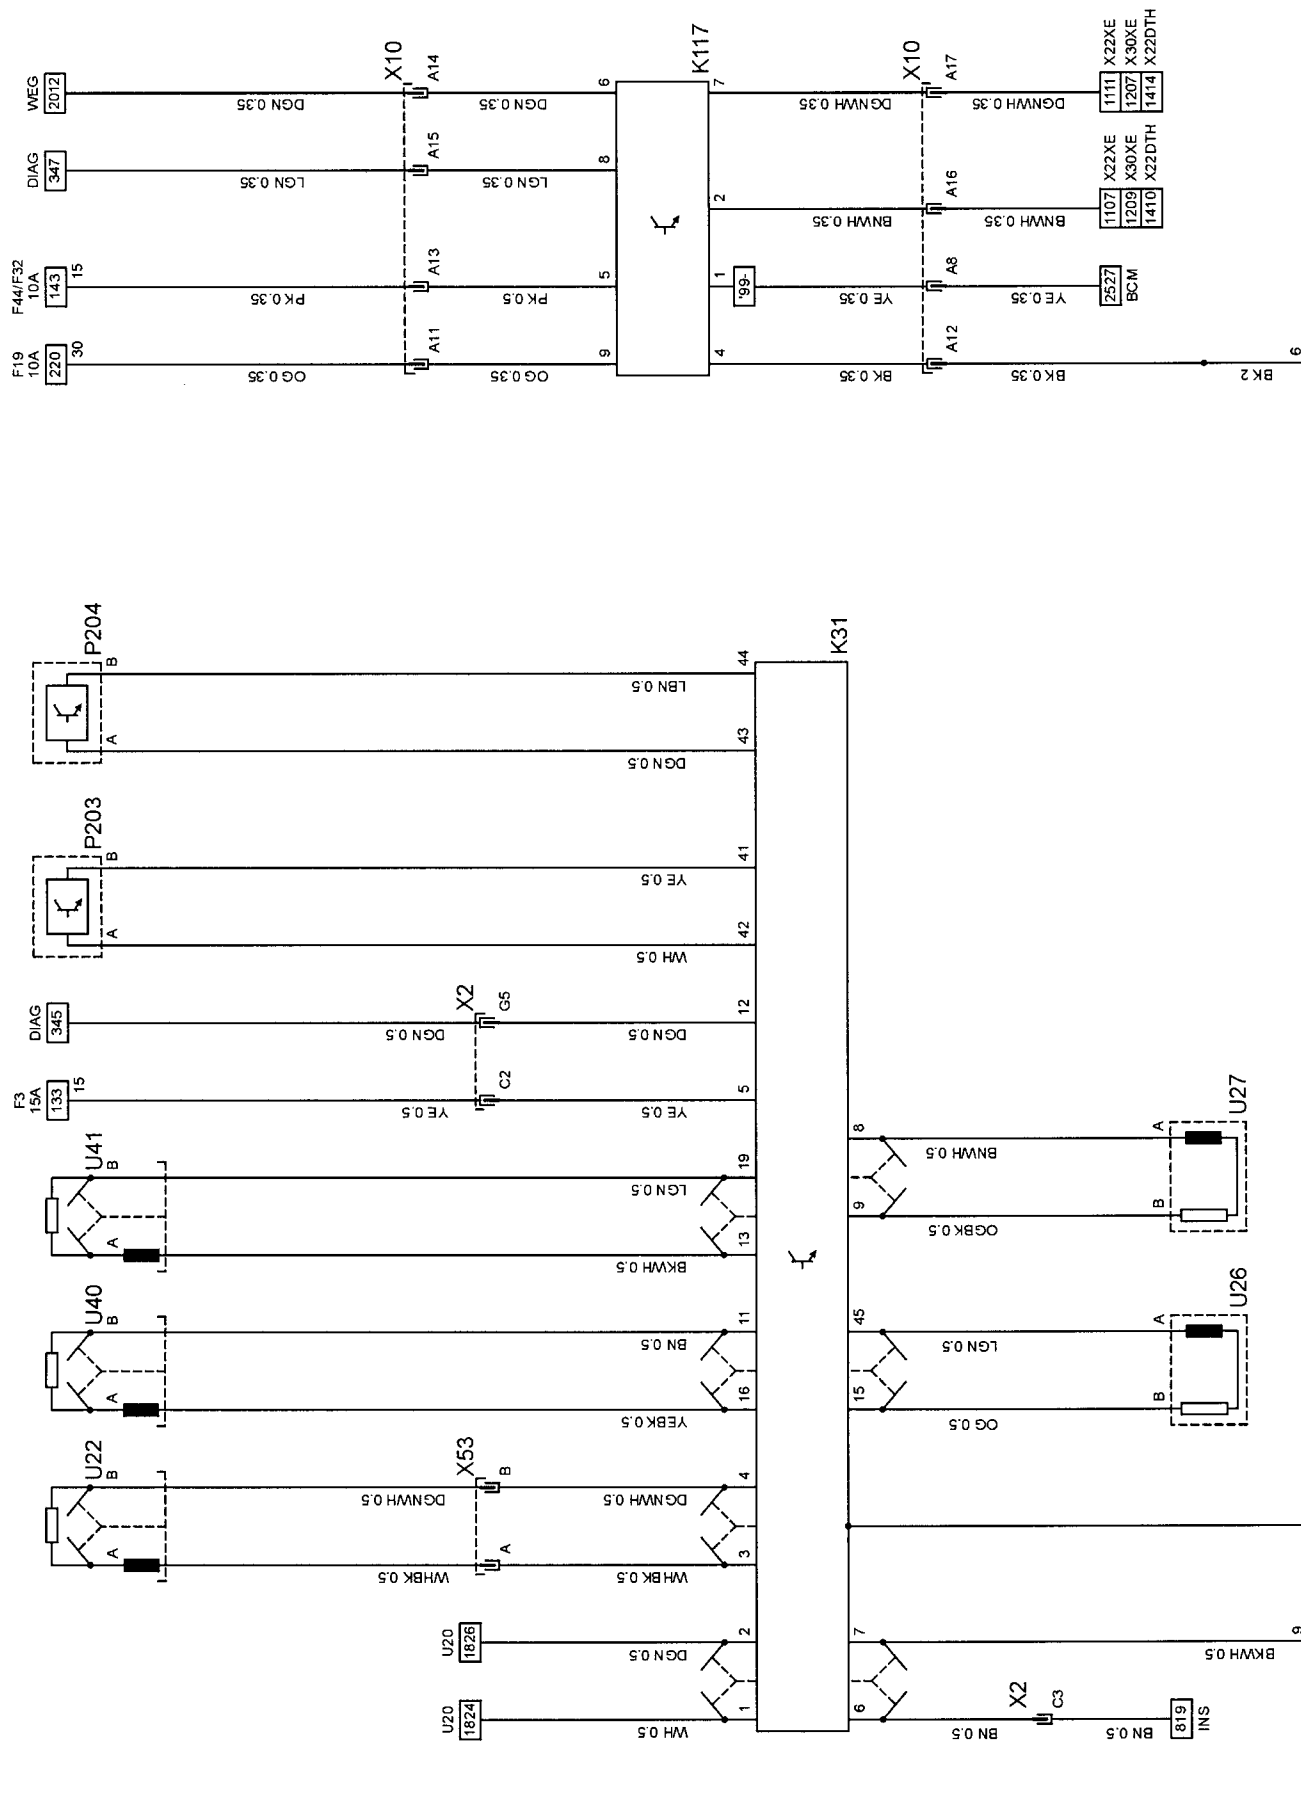 WEG
2012
DGN 0.35
X10
A14
DGN 0.35
6
K117
7
DGNWH 0.35
X10
A17
DGNWH 0.35
1111 X22XE
1207 X30XE
1414 X22DTH
DIAG
347
LGN 0.35
A15
LGN 0.35
8
2
BNWH 0.35
A16
BNWH 0.35
1107 X22XE
1209 X30XE
1410 X22DTH
F44/F32
10A
143
15
PK 0.35
A13
PK 0.5
5
1
'99-
YE 0.35
A8
YE 0.35
2527
BCM
F19
10A
220
30
OG 0.35
A11
OG 0.35
9
4
BK 0.35
A12
BK 0.35
BK 2
6
P204
B
LBN 0.5
44
K31
A
DGN 0.5
43
P203
B
YE 0.5
41
A
WH 0.5
42
DIAG
345
DGN 0.5
X2
G5
DGN 0.5
12
F3
15A
133
15
YE 0.5
C2
YE 0.5
5
U41
B
LGN 0.5
19
A
BKWH 0.5
13
8
BNWH 0.5
A
U27
9
OGBK 0.5
B
U40
B
BN 0.5
11
A
YEBK 0.5
16
45
LGN 0.5
A
U26
15
OG 0.5
B
U22
B
DGNWH 0.5
X53
B
DGNWH 0.5
4
A
WHBK 0.5
A
WHBK 0.5
3
U20
1826
DGN 0.5
2
7
BKWH 0.5
9
U20
1824
WH 0.5
1
6
BN 0.5
X2
C3
BN 0.5
819
INS